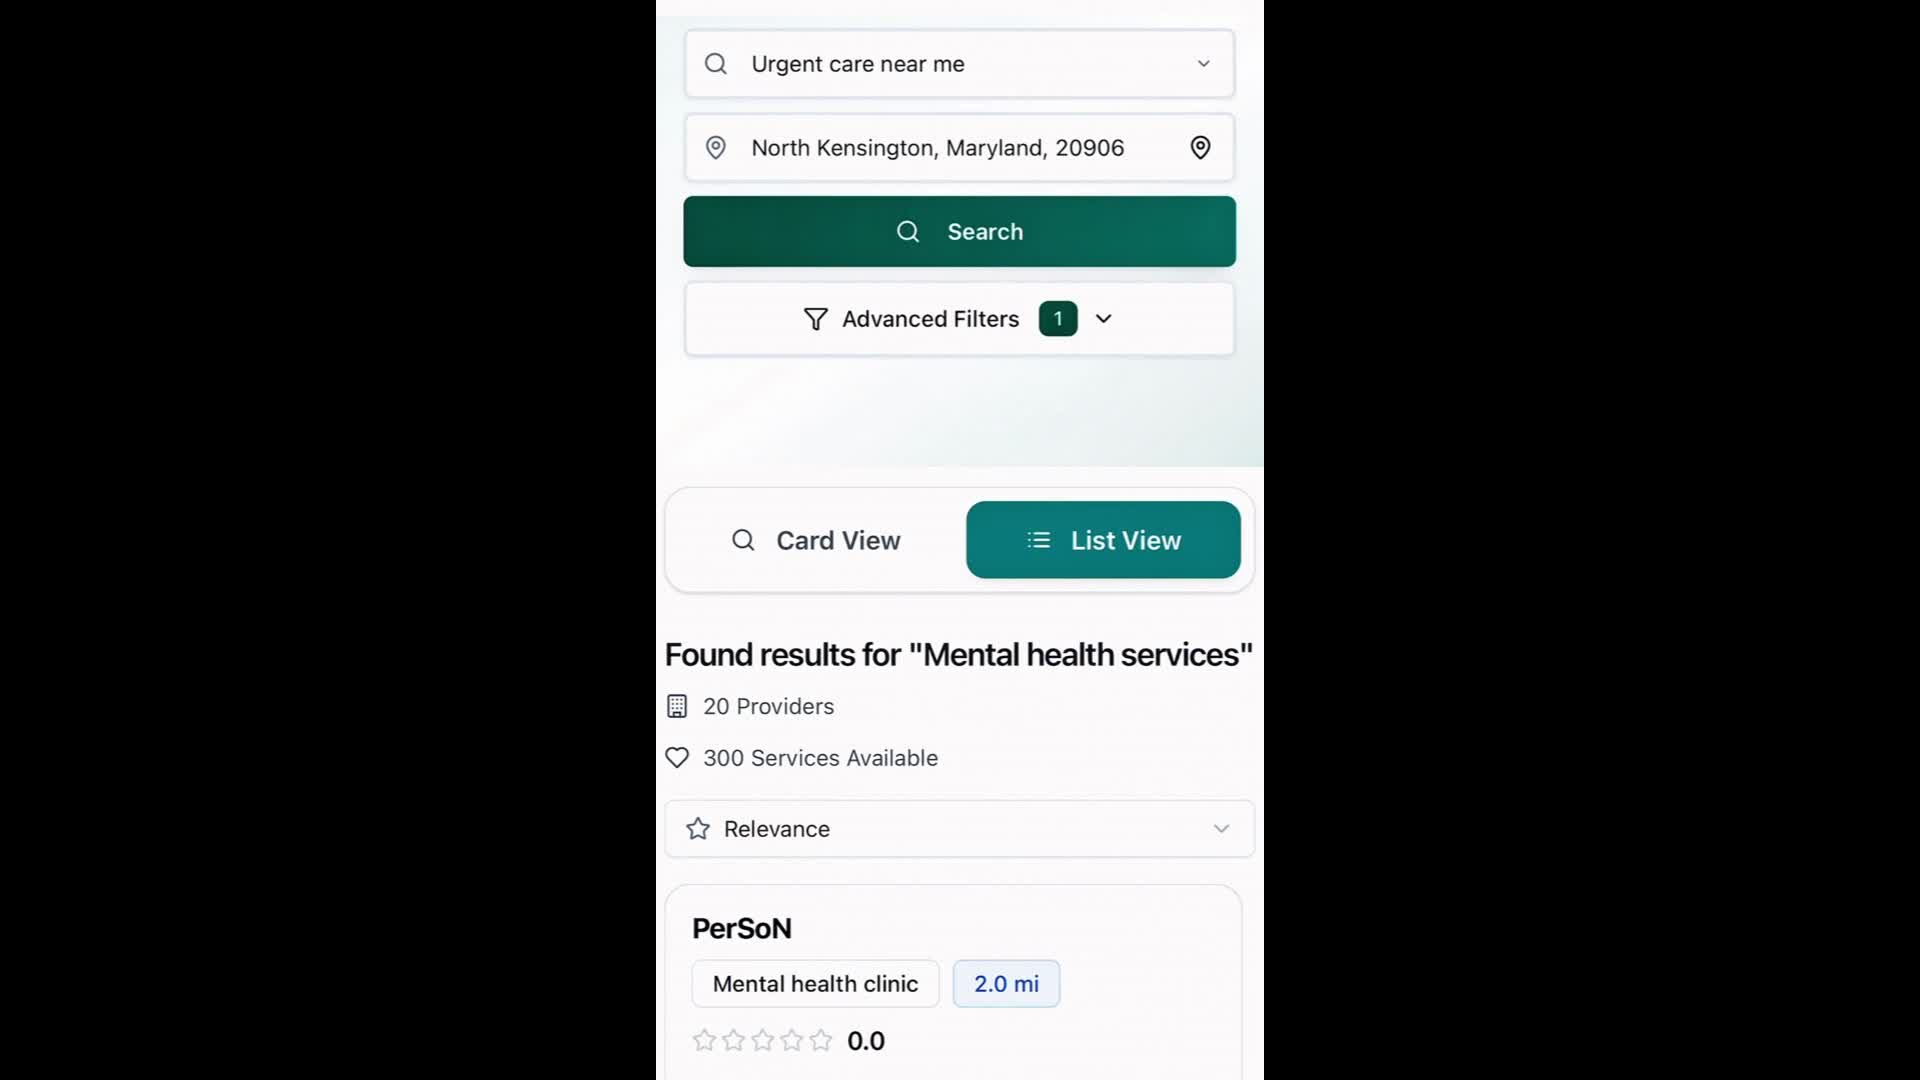 Urgent care near me
North Kensington, Maryland, 20906
Search
Advanced Filters 1
Card View
List View
Found results for "Mental health services"
20 Providers
300 Services Available
Relevance
PerSoN
Mental health clinic
2.0 mi
0.0